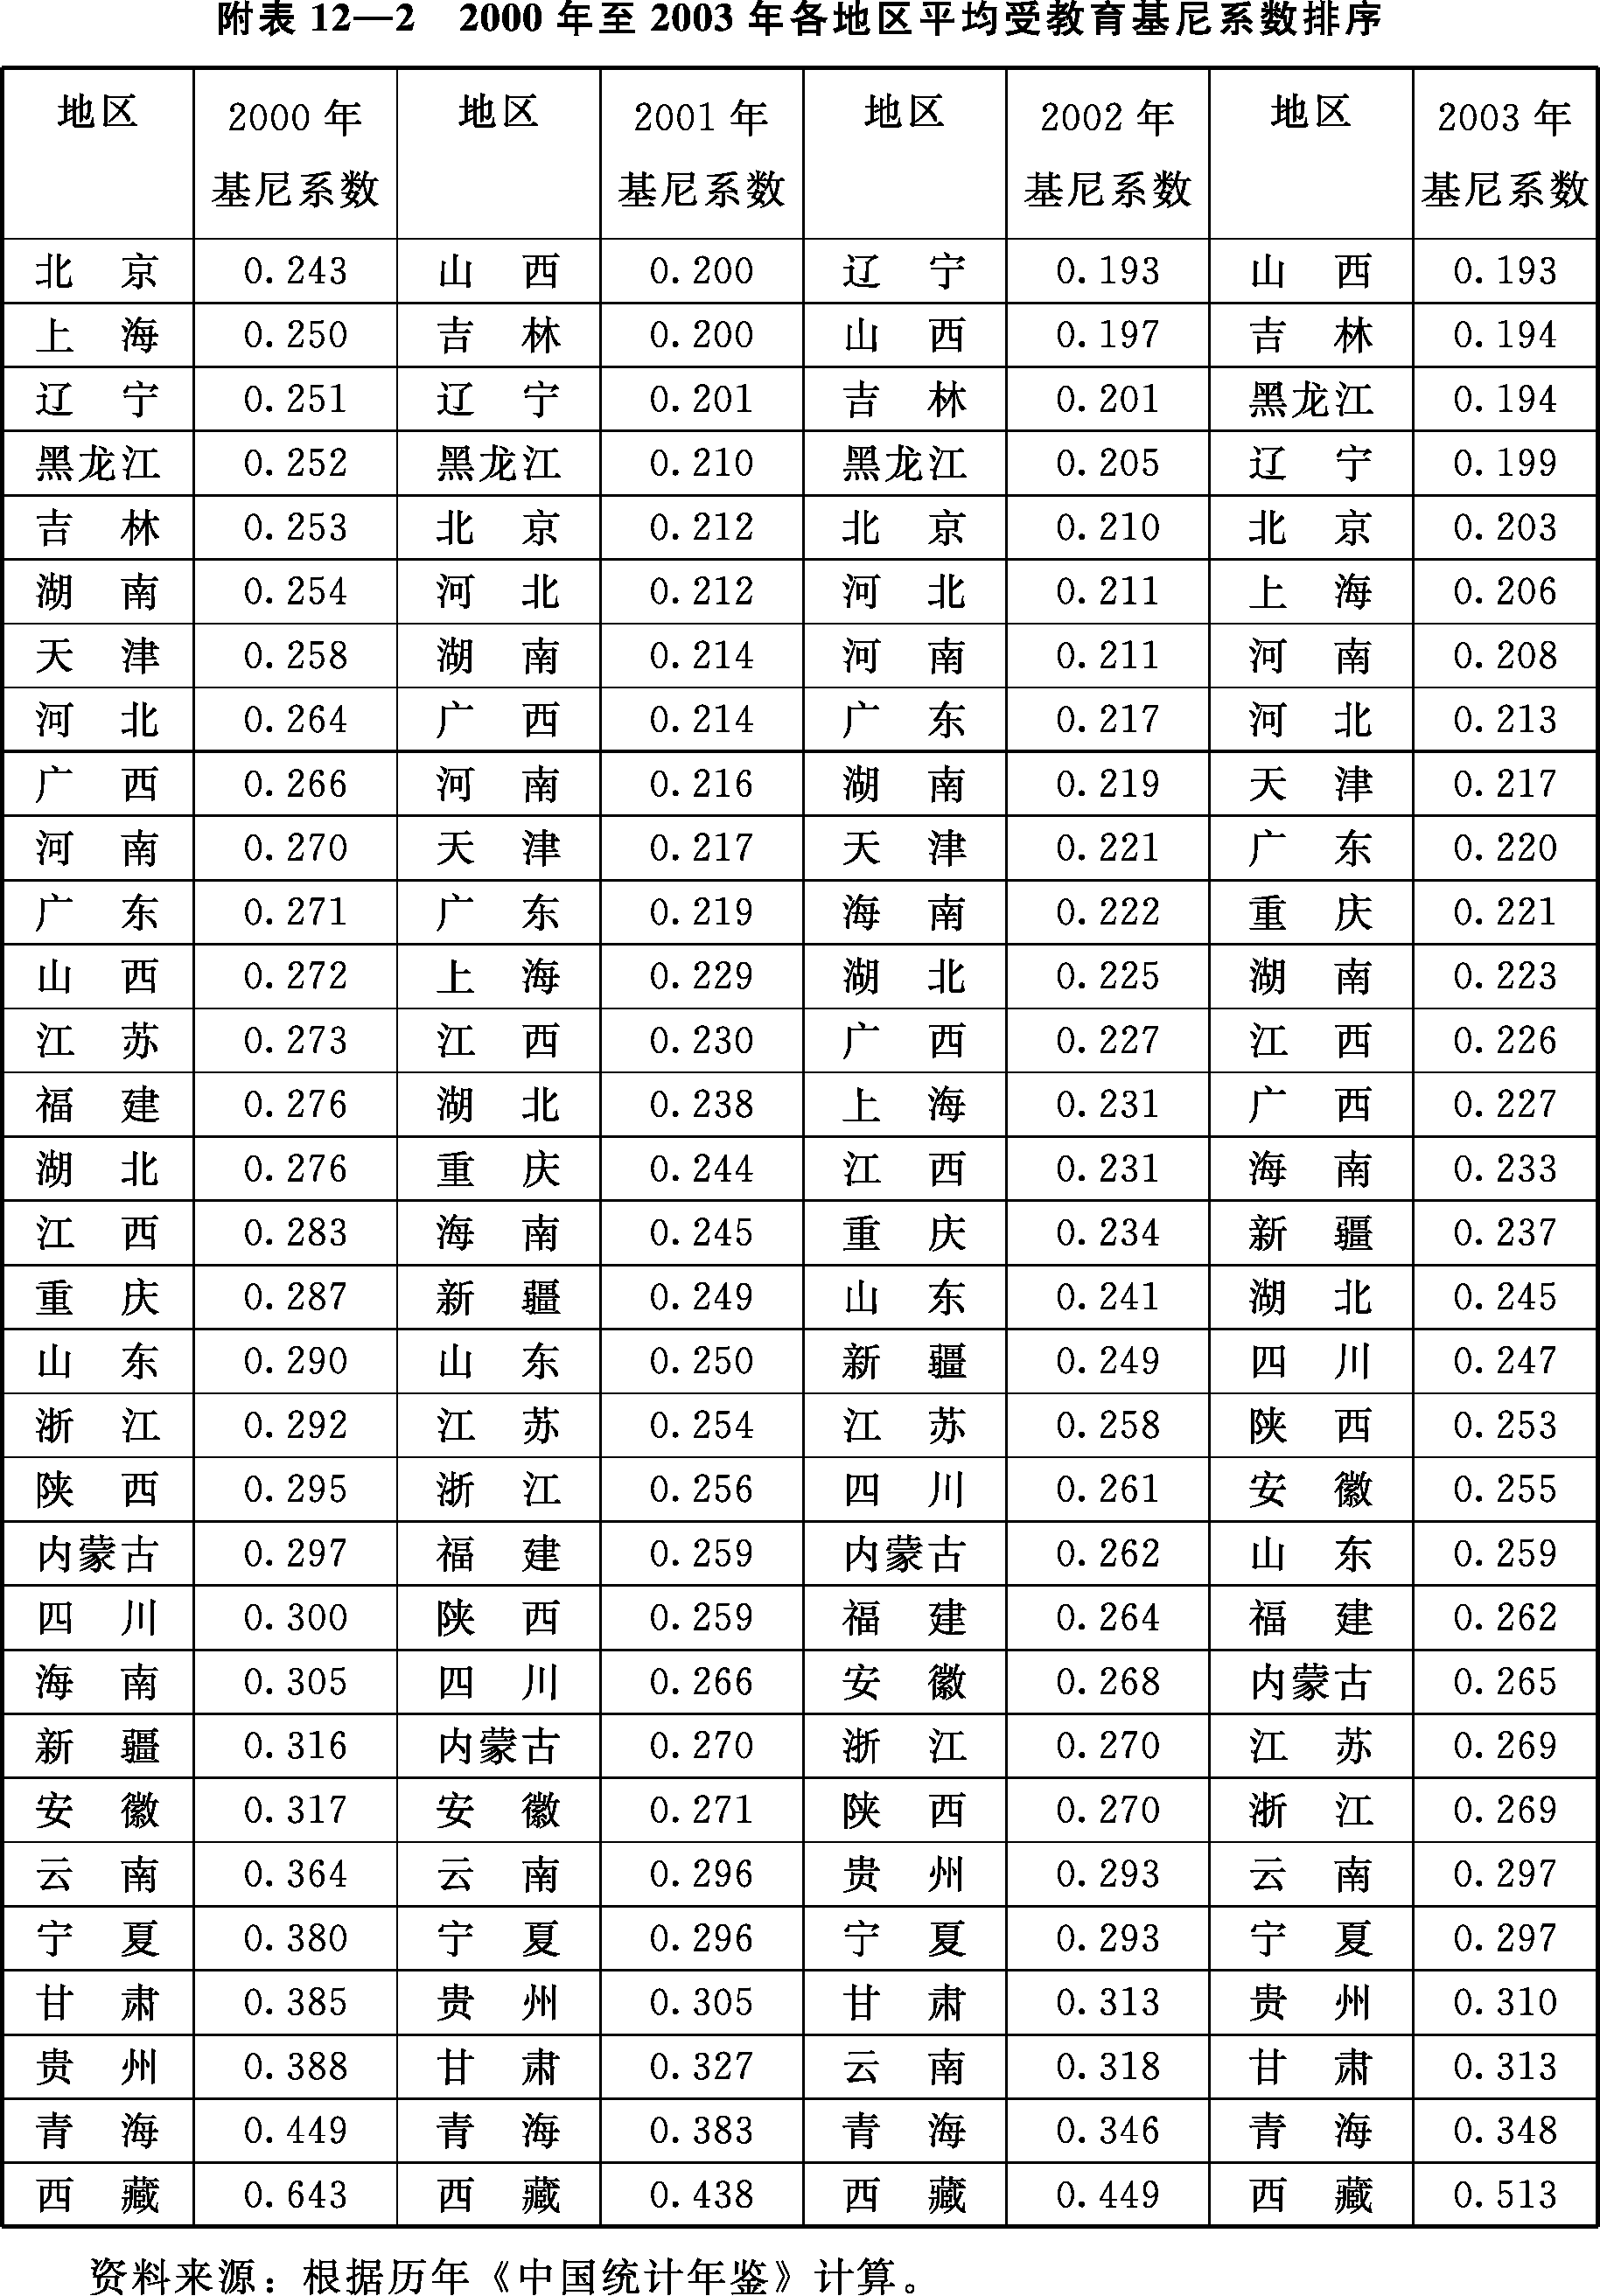 附表12—2 2000年至2003年各地区平均受教育基尼系数排序
地区 2000年 地区 2001年 地区 2002年 地区 2003年
基尼系数 基尼系数 基尼系数 基尼系数
北京 0.243 山西 0.200 辽宁 0.193 山西 0.193
上海 0.250 吉林 0.200 山西 0.197 吉林 0.194
辽宁 0.251 辽宁 0.201 吉林 0.201 黑龙江 0.194
黑龙江 0.252 黑龙江 0.210 黑龙江 0.205 辽宁 0.199
吉林 0.253 北京 0.212 北京 0.210 北京 0.203
湖南 0.254 河北 0.212 河北 0.211 上海 0.206
天津 0.258 湖南 0.214 河南 0.211 河南 0.208
河北 0.264 广西 0.214 广东 0.217 河北 0.213
广西 0.266 河南 0.216 湖南 0.219 天津 0.217
河南 0.270 天津 0.217 天津 0.221 广东 0.220
广东 0.271 广东 0.219 海南 0.222 重庆 0.221
山西 0.272 上海 0.229 湖北 0.225 湖南 0.223
江苏 0.273 江西 0.230 广西 0.227 江西 0.226
福建 0.276 湖北 0.238 上海 0.231 广西 0.227
湖北 0.276 重庆 0.244 江西 0.231 海南 0.233
江西 0.283 海南 0.245 重庆 0.234 新疆 0.237
重庆 0.287 新疆 0.249 山东 0.241 湖北 0.245
山东 0.290 山东 0.250 新疆 0.249 四川 0.247
浙江 0.292 江苏 0.254 江苏 0.258 陕西 0.253
陕西 0.295 浙江 0.256 四川 0.261 安徽 0.255
内蒙古 0.297 福建 0.259 内蒙古 0.262 山东 0.259
四川 0.300 陕西 0.259 福建 0.264 福建 0.262
海南 0.305 四川 0.266 安徽 0.268 内蒙古 0.265
新疆 0.316 内蒙古 0.270 浙江 0.270 江苏 0.269
安徽 0.317 安徽 0.271 陕西 0.270 浙江 0.269
云南 0.364 云南 0.296 贵州 0.293 云南 0.297
宁夏 0.380 宁夏 0.296 宁夏 0.293 宁夏 0.297
甘肃 0.385 贵州 0.305 甘肃 0.313 贵州 0.310
贵州 0.388 甘肃 0.327 云南 0.318 甘肃 0.313
青海 0.449 青海 0.383 青海 0.346 青海 0.348
西藏 0.643 西藏 0.438 西藏 0.449 西藏 0.513
资料来源：根据历年《中国统计年鉴》计算。